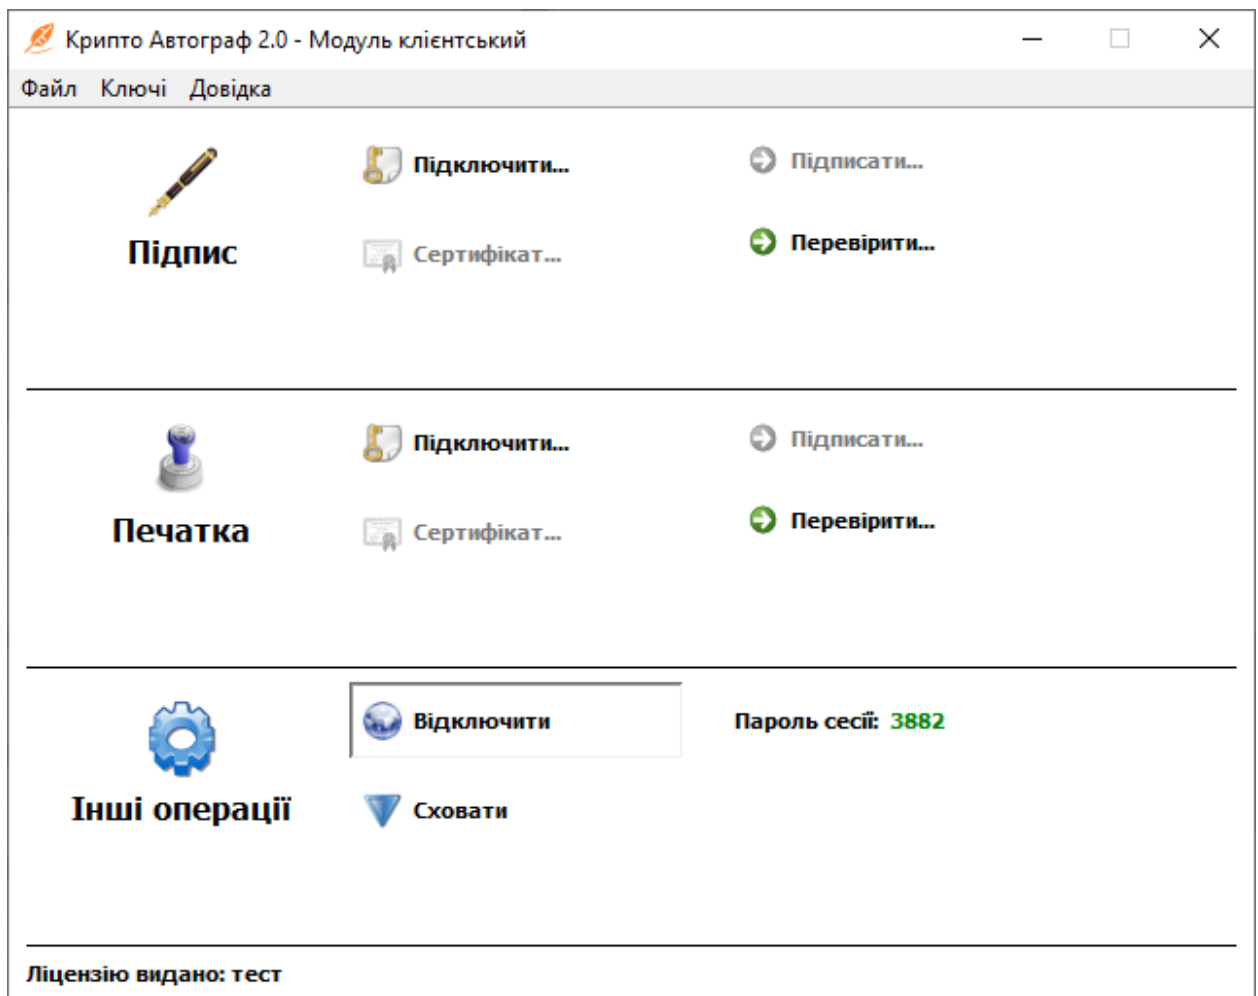 Крипто Автограф 2.0 - Модуль клієнтський
Файл Ключі Довідка
Підключити... Підписати...
Підпис Сертифікат... Перевірити...
Підключити... Підписати...
Печатка Сертифікат... Перевірити...
Відключити Пароль сесії: 3882
Інші операції Сховати
Ліцензію видано: тест